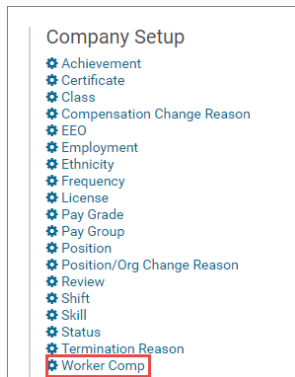 Company Setup
Achievement
Certificate
Class
Compensation Change Reason
EEO
Employment
Ethnicity
Frequency
License
Pay Grade
Pay Group
Position
Position/Org Change Reason
Review
Shift
Skill
Status
Termination Reason
Worker Comp